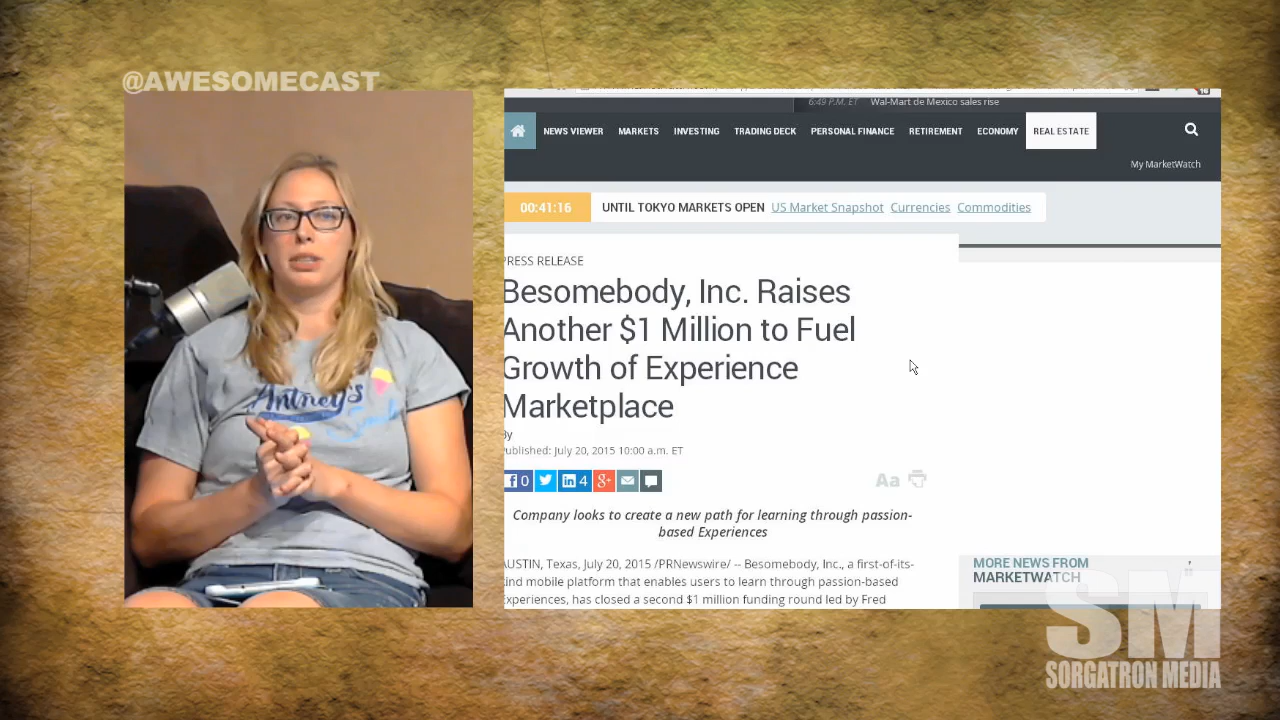 @AWESOMECAST
6:49 P.M. ET Wal-Mart de Mexico sales rise
NEWS VIEWER MARKETS INVESTING TRADING DECK PERSONAL FINANCE RETIREMENT ECONOMY REAL ESTATE
My MarketWatch
00:41:16 UNTIL TOKYO MARKETS OPEN US Market Snapshot Currencies Commodities
PRESS RELEASE
Besomebody, Inc. Raises
Another $1 Million to Fuel
Growth of Experience
Marketplace
By
Published: July 20, 2015 10:00 a.m. ET
0 4 g+ Aa
Company looks to create a new path for learning through passion-
based Experiences
AUSTIN, Texas, July 20, 2015 /PRNewswire/ -- Besomebody, Inc., a first-of-its-
kind mobile platform that enables users to learn through passion-based
Experiences, has closed a second $1 million funding round led by Fred
MORE NEWS FROM
MARKETWATCH
Antney's
SM
SORGATRON MEDIA